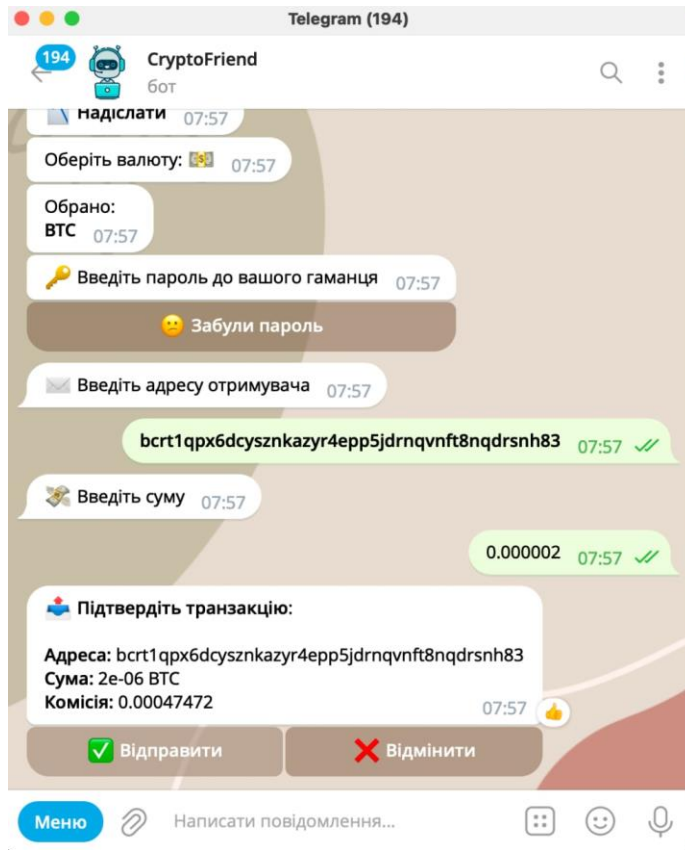 Telegram (194)
194
CryptoFriend
бот
Надіслати 07:57
Оберіть валюту: 07:57
Обрано:
BTC 07:57
Введіть пароль до вашого гаманця 07:57
Забули пароль
Введіть адресу отримувача 07:57
bcrt1qpx6dcysznkazyr4epp5jdrnqvnft8nqdrsnh83 07:57
Введіть суму 07:57
0.000002 07:57
Підтвердіть транзакцію:
Адреса: bcrt1qpx6dcysznkazyr4epp5jdrnqvnft8nqdrsnh83
Сума: 2e-06 BTC
Комісія: 0.00047472 07:57
Відправити
Відмінити
Меню
Написати повідомлення...